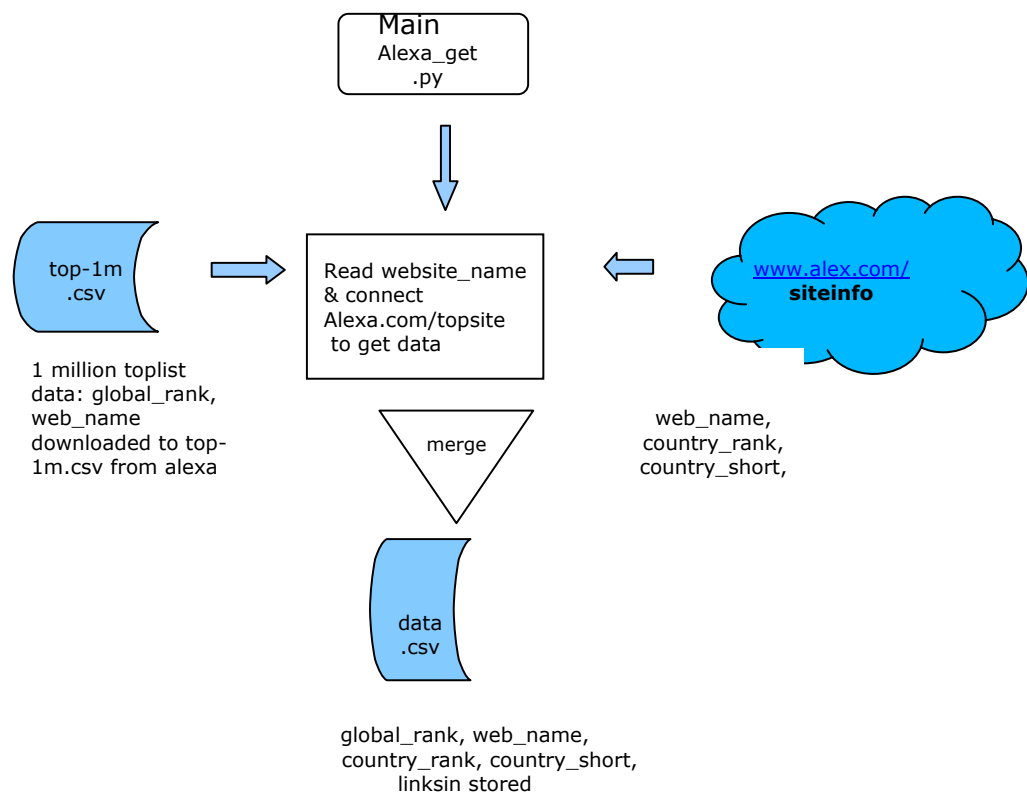 Main
Alexa_get
.py
top-1m
.csv
Read website_name
& connect
Alexa.com/topsite
to get data
www.alex.com/
siteinfo
1 million toplist
data: global_rank,
web_name
downloaded to top-
1m.csv from alexa
merge
web_name,
country_rank,
country_short,
data
.csv
global_rank, web_name,
country_rank, country_short,
linksin stored